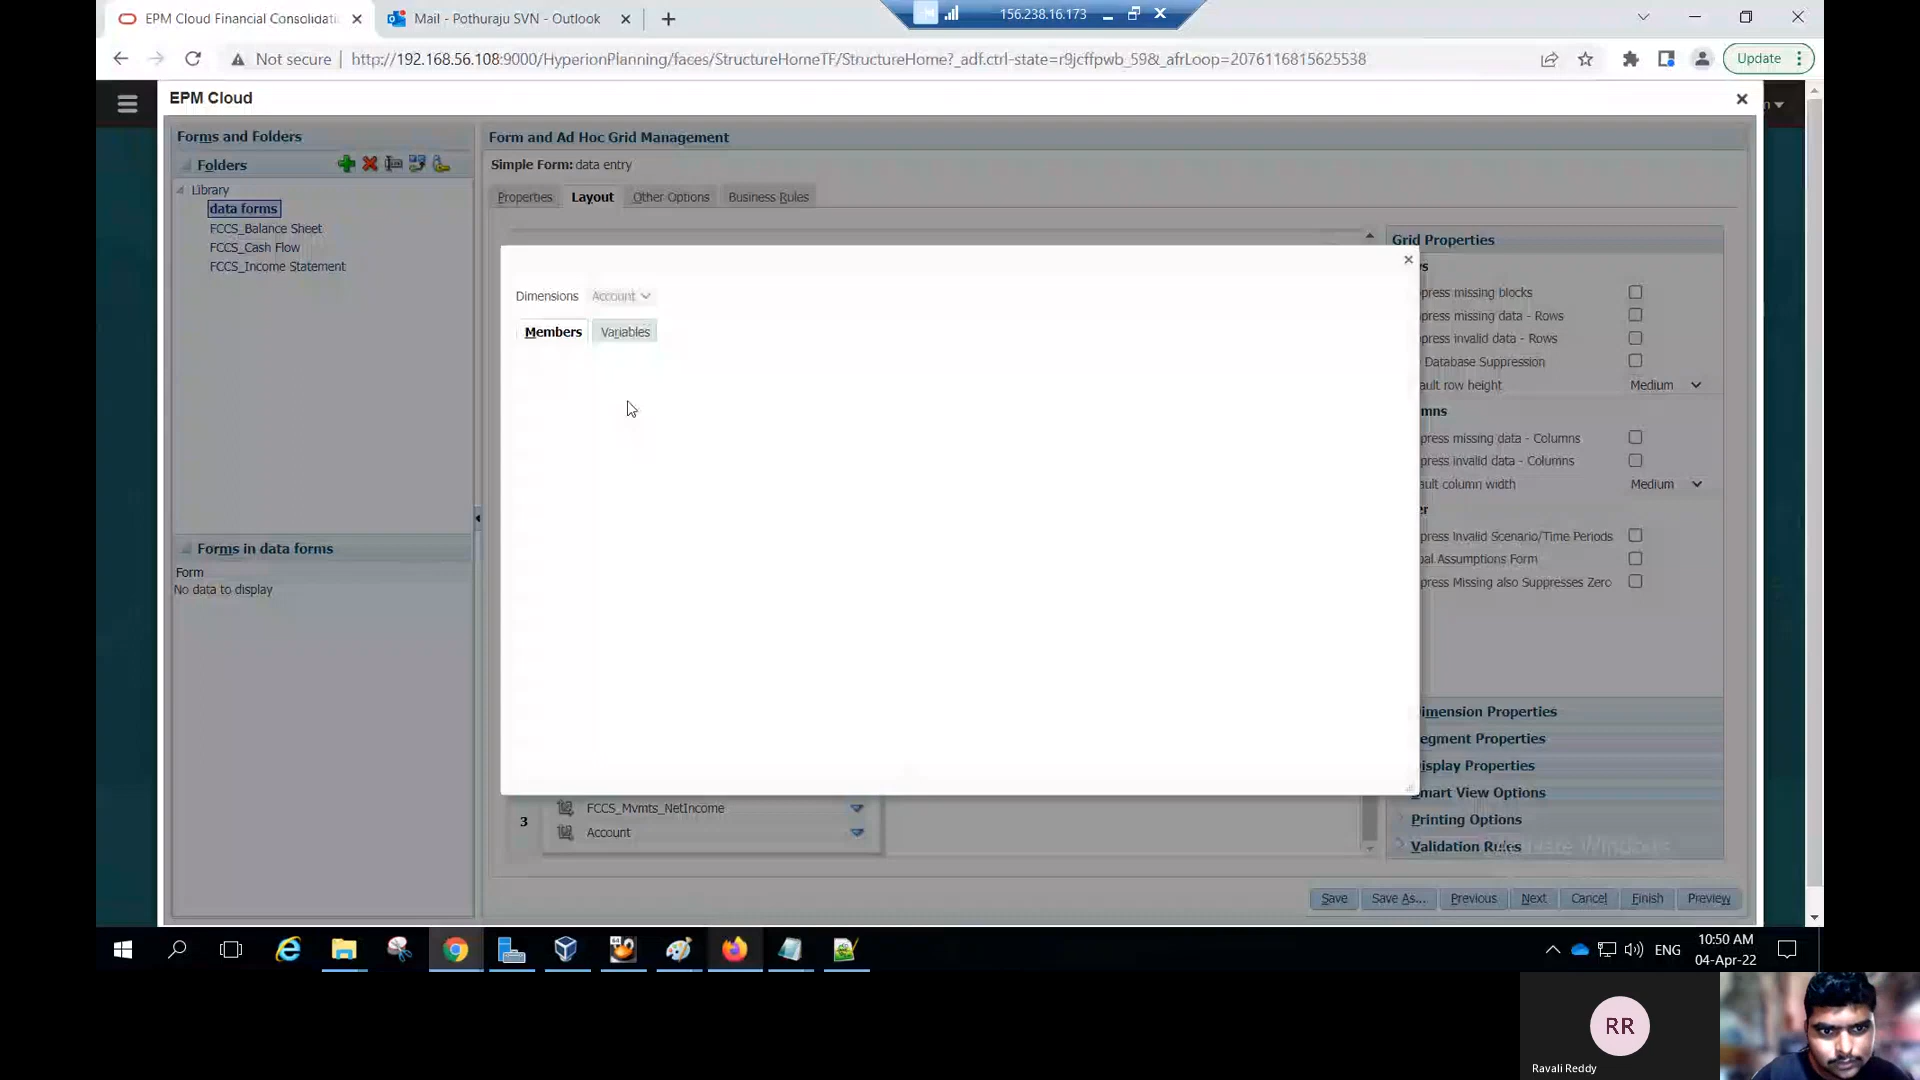 EPM Cloud Financial Consolidati
Mail - Pothuraju SVN - Outlook
156.238.16.173
Not secure
http://192.168.56.108:9000/HyperionPlanning/faces/StructureHomeTF/StructureHome?_adf.ctrl-state=r9jcffpwb_59&_afrLoop=2076116815625538
Update
EPM Cloud
n
Forms and Folders
Folders
Library
data forms
FCCS_Balance Sheet
FCCS_Cash Flow
FCCS_Income Statement
Forms in data forms
Form
No data to display
Form and Ad Hoc Grid Management
Simple Form: data entry
Properties
Layout
Other Options
Business Rules
Dimensions
Account
Members
Variables
3
FCCS_Mvmts_NetIncome
Account
Grid Properties
ws
press missing blocks
press missing data - Rows
press invalid data - Rows
Database Suppression
ault row height
Medium
mns
press missing data - Columns
press invalid data - Columns
ault column width
Medium
er
press Invalid Scenario/Time Periods
bal Assumptions Form
press Missing also Suppresses Zero
imension Properties
egment Properties
isplay Properties
mart View Options
Printing Options
Validation Rules
Save
Save As...
Previous
Next
Cancel
Finish
Preview
ENG
10:50 AM
04-Apr-22
RR
Ravali Reddy